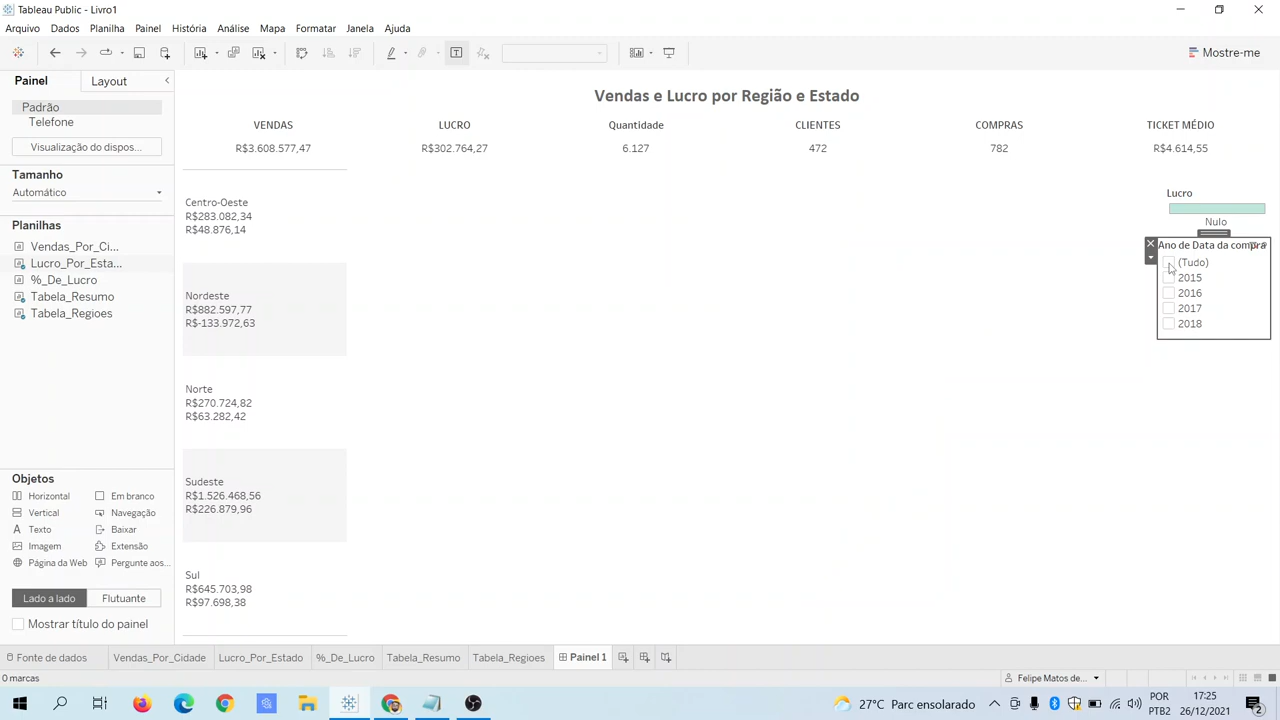 Tableau Public - Livro1
Arquivo Dados Planilha Painel História Análise Mapa Formatar Janela Ajuda
Mostre-me
Painel Layout
Padrão
Telefone
Visualização do dispos...
Tamanho
Automático
Planilhas
Vendas_Por_Ci...
Lucro_Por_Esta...
%_De_Lucro
Tabela_Resumo
Tabela_Regioes
Objetos
Horizontal Em branco
Vertical Navegação
Texto Baixar
Imagem Extensão
Página da Web Pergunte aos...
Lado a lado Flutuante
Mostrar título do painel
Vendas e Lucro por Região e Estado
VENDAS LUCRO Quantidade CLIENTES COMPRAS TICKET MÉDIO
R$3.608.577,47 R$302.764,27 6.127 472 782 R$4.614,55
Centro-Oeste
R$283.082,34
R$48.876,14
Nordeste
R$882.597,77
R$-133.972,63
Norte
R$270.724,82
R$63.282,42
Sudeste
R$1.526.468,56
R$226.879,96
Sul
R$645.703,98
R$97.698,38
Lucro
Nulo
Ano de Data da compra
(Tudo)
2015
2016
2017
2018
Fonte de dados Vendas_Por_Cidade Lucro_Por_Estado %_De_Lucro Tabela_Resumo Tabela_Regioes Painel 1
0 marcas
Felipe Matos de...
27°C Parc ensolarado
POR
PTB2
17:25
26/12/2021
2